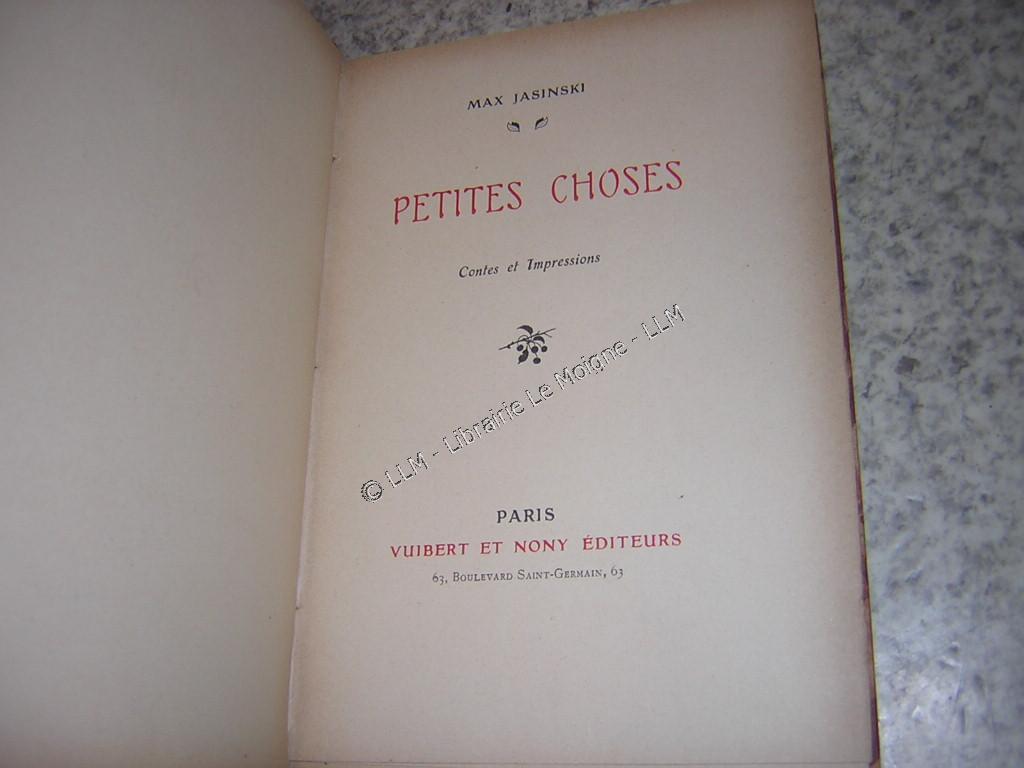 MAX JASINSKI
PETITES CHOSES
Contes et Impressions
© LLM - Librairie Le Moigne - LLM
PARIS
VUIBERT ET NONY ÉDITEURS
63, BOULEVARD SAINT-GERMAIN, 63